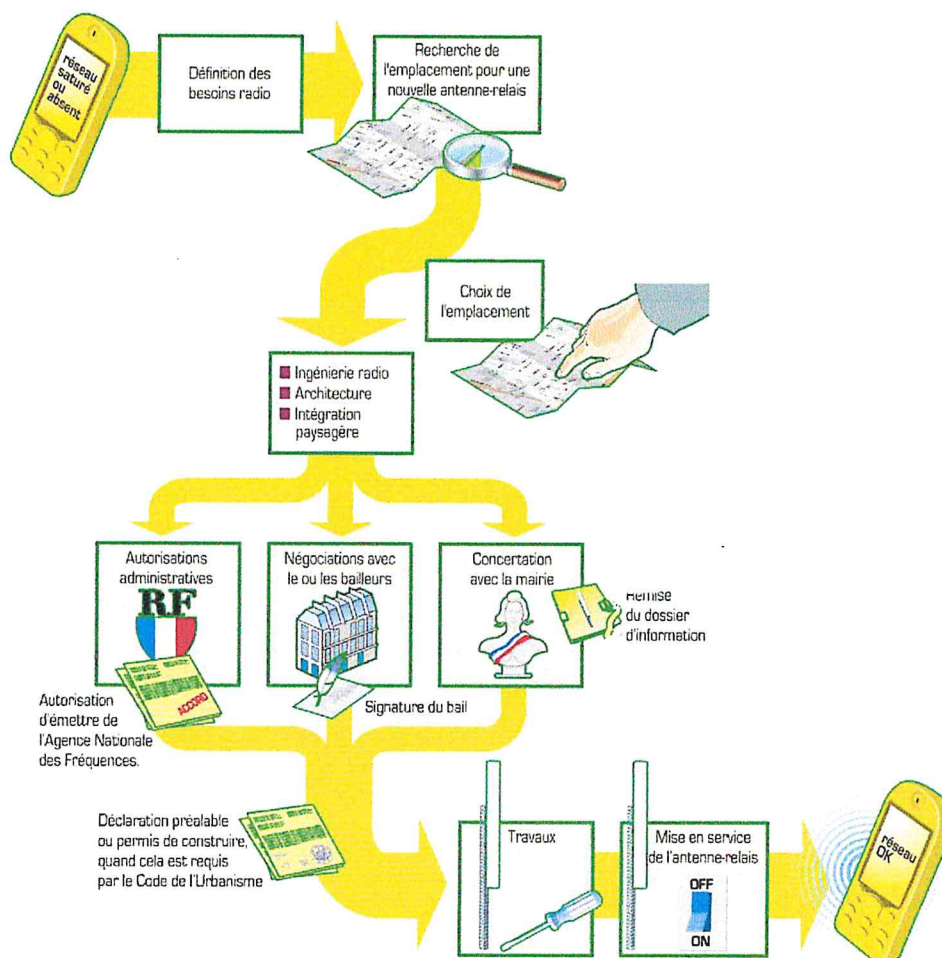 réseau
saturé
ou
absent
Définition des
besoins radio
Recherche de
l'emplacement pour une
nouvelle antenne-relais
Choix de
l'emplacement
Ingénierie radio
Architecture
Intégration
paysagère
Autorisations
administratives
RF
ACCORD
Autorisation
d'émettre de
l'Agence Nationale
des Fréquences.
Négociations avec
le ou les bailleurs
Signature du bail
Concertation
avec la mairie
Remise
du dossier
d'information
Déclaration préalable
ou permis de construire,
quand cela est requis
par le Code de l'Urbanisme
Travaux
Mise en service
de l'antenne-relais
OFF
ON
réseau
OK